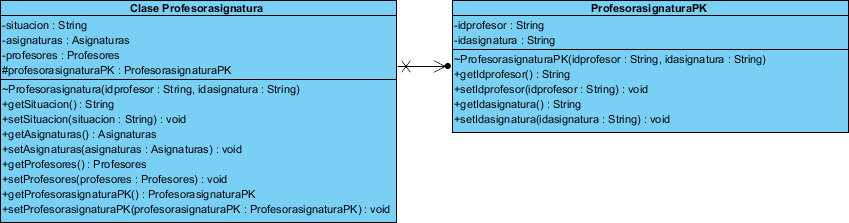 Clase Profesorasignatura
-situacion : String
-asignaturas : Asignaturas
-profesores : Profesores
#profesorasignaturaPK : ProfesorasignaturaPK
~Profesorasignatura(idprofesor : String, idasignatura : String)
+getSituacion() : String
+setSituacion(situacion : String) : void
+getAsignaturas() : Asignaturas
+setAsignaturas(asignaturas : Asignaturas) : void
+getProfesores() : Profesores
+setProfesores(profesores : Profesores) : void
+getProfesorasignaturaPK() : ProfesorasignaturaPK
+setProfesorasignaturaPK(profesorasignaturaPK : ProfesorasignaturaPK) : void
ProfesorasignaturaPK
-idprofesor : String
-idasignatura : String
~ProfesorasignaturaPK(idprofesor : String, idasignatura : String)
+getIdprofesor() : String
+setIdprofesor(idprofesor : String) : void
+getIdasignatura() : String
+setIdasignatura(idasignatura : String) : void